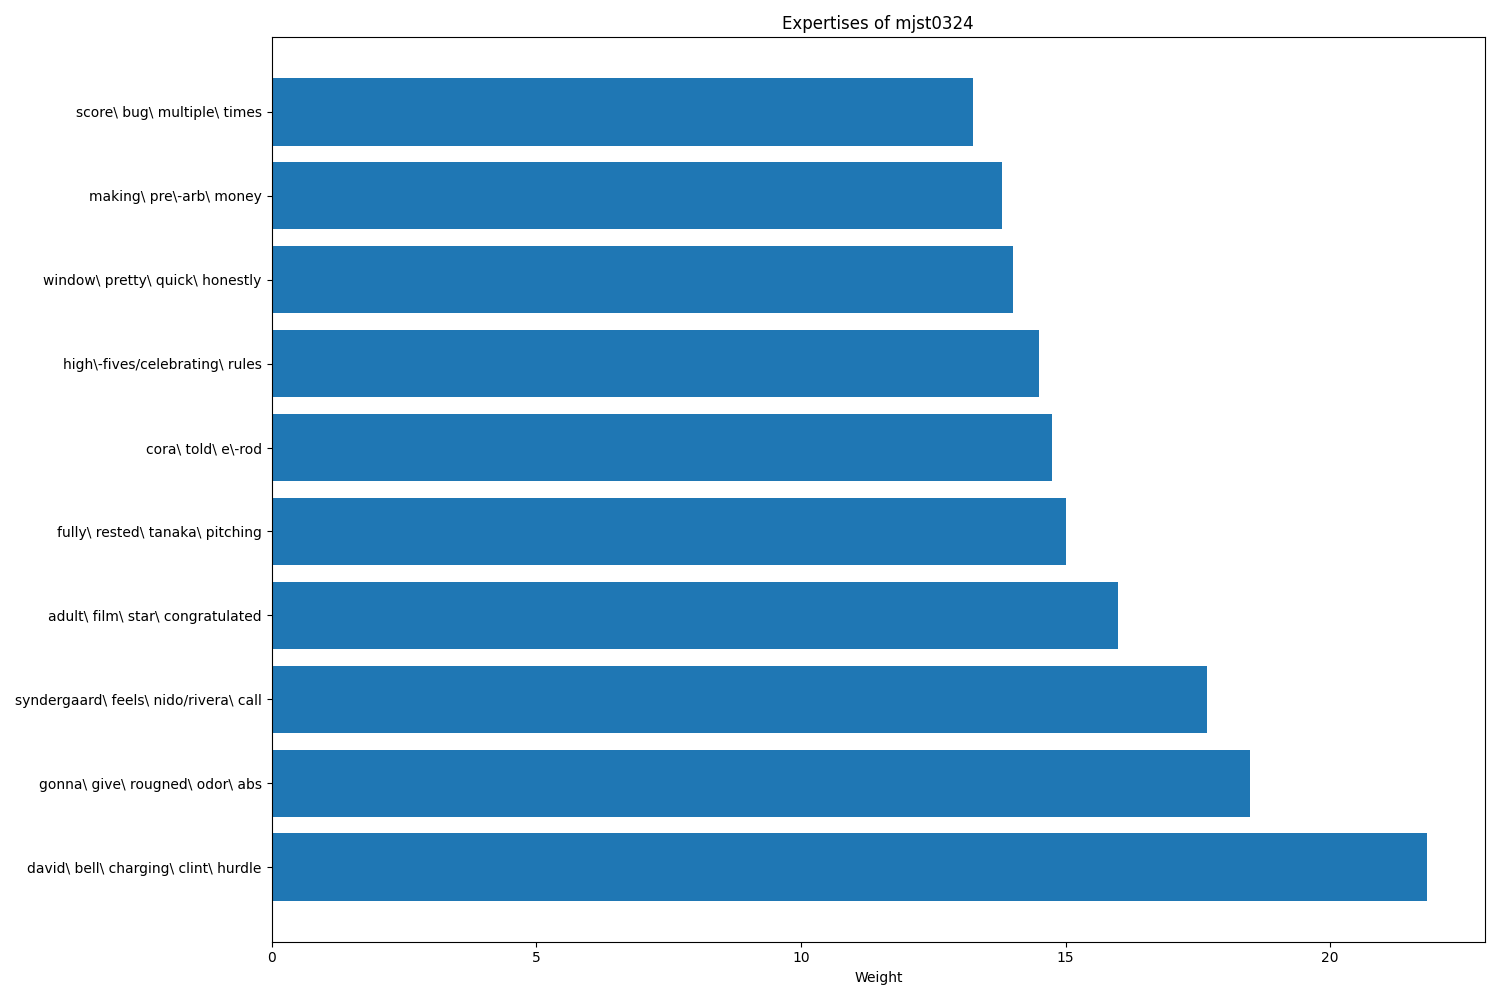 Expertises of mjst0324
score\ bug\ multiple\ times
making\ pre\-arb\ money
window\ pretty\ quick\ honestly
high\-fives/celebrating\ rules
cora\ told\ e\-rod
fully\ rested\ tanaka\ pitching
adult\ film\ star\ congratulated
syndergaard\ feels\ nido/rivera\ call
gonna\ give\ rougned\ odor\ abs
david\ bell\ charging\ clint\ hurdle
0 5 10 15 20
Weight